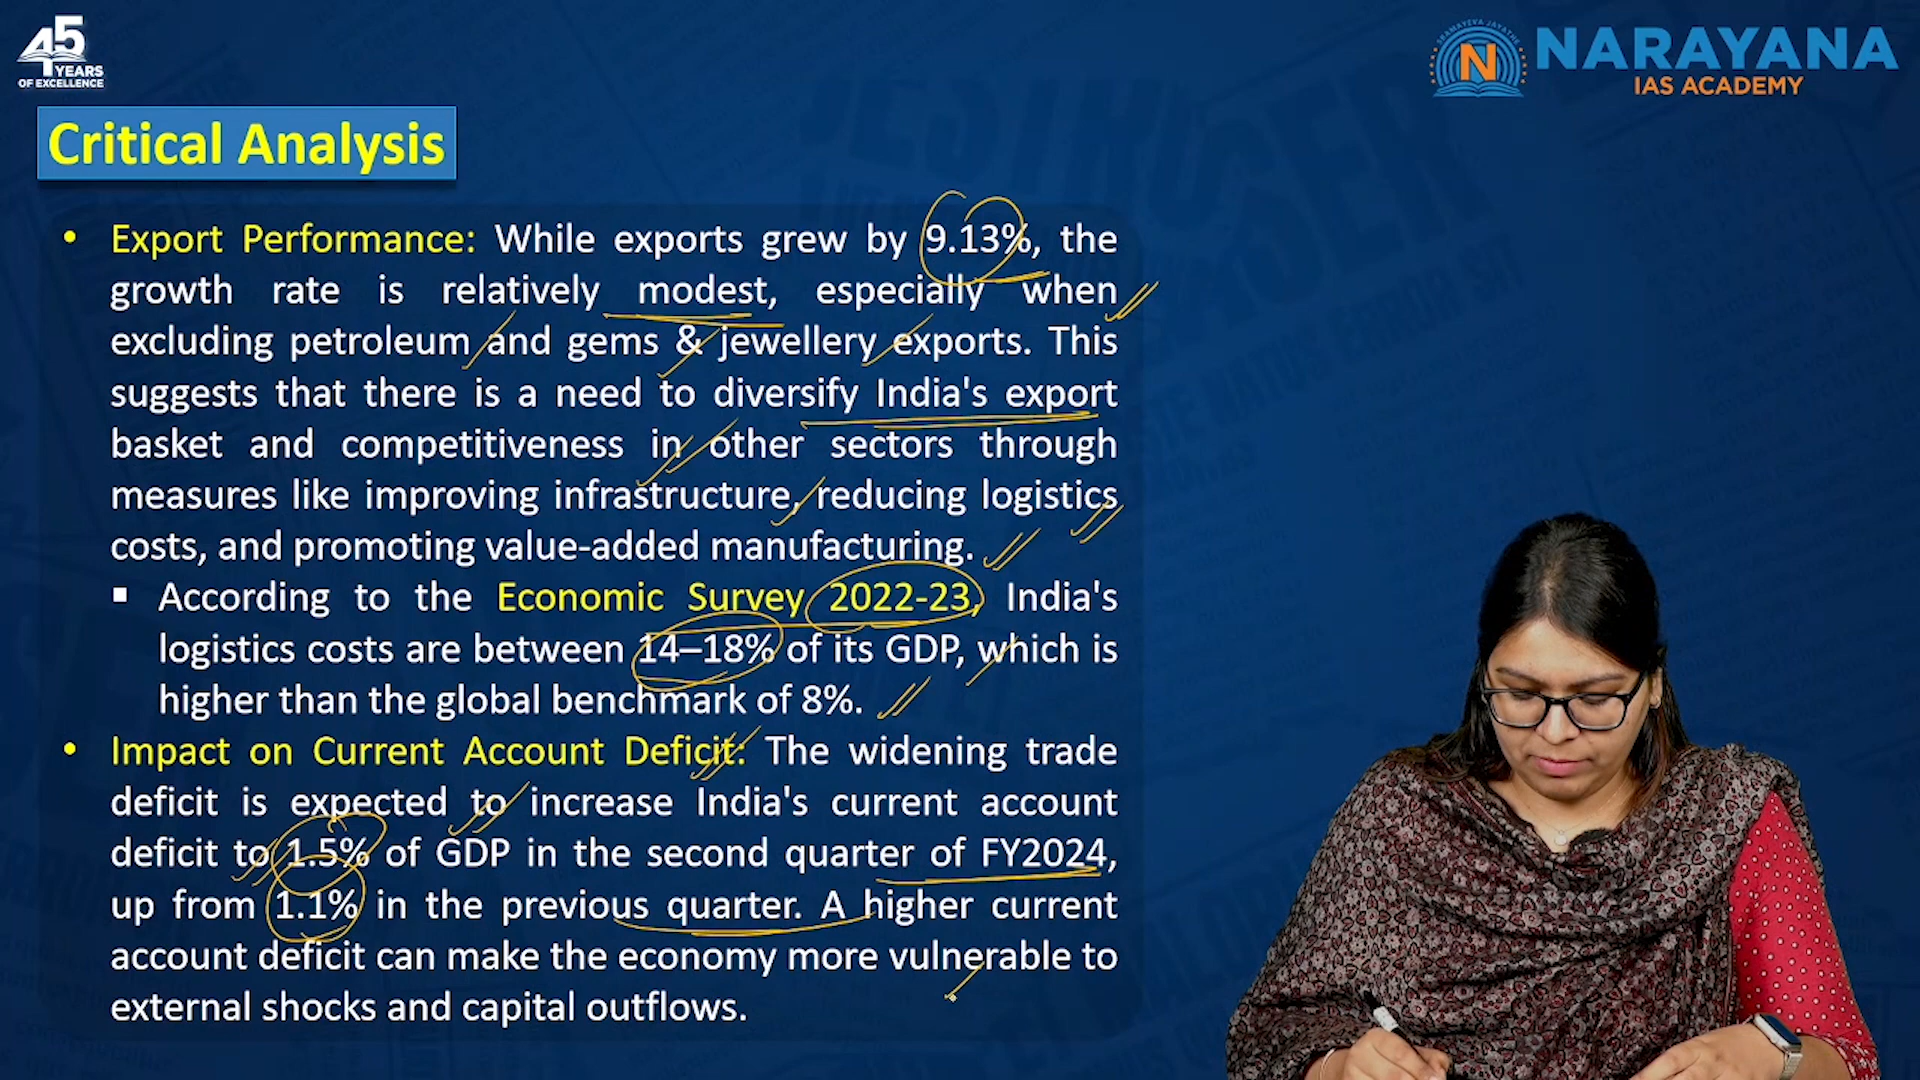 45
YEARS
OF EXCELLENCE
NARAYANA
IAS ACADEMY
N
Critical Analysis
• Export Performance: While exports grew by 9.13%, the
growth rate is relatively modest, especially when
excluding petroleum and gems & jewellery exports. This
suggests that there is a need to diversify India's export
basket and competitiveness in other sectors through
measures like improving infrastructure, reducing logistics
costs, and promoting value-added manufacturing.
▪ According to the Economic Survey 2022-23, India's
logistics costs are between 14–18% of its GDP, which is
higher than the global benchmark of 8%.
• Impact on Current Account Deficit: The widening trade
deficit is expected to increase India's current account
deficit to 1.5% of GDP in the second quarter of FY2024,
up from 1.1% in the previous quarter. A higher current
account deficit can make the economy more vulnerable to
external shocks and capital outflows.